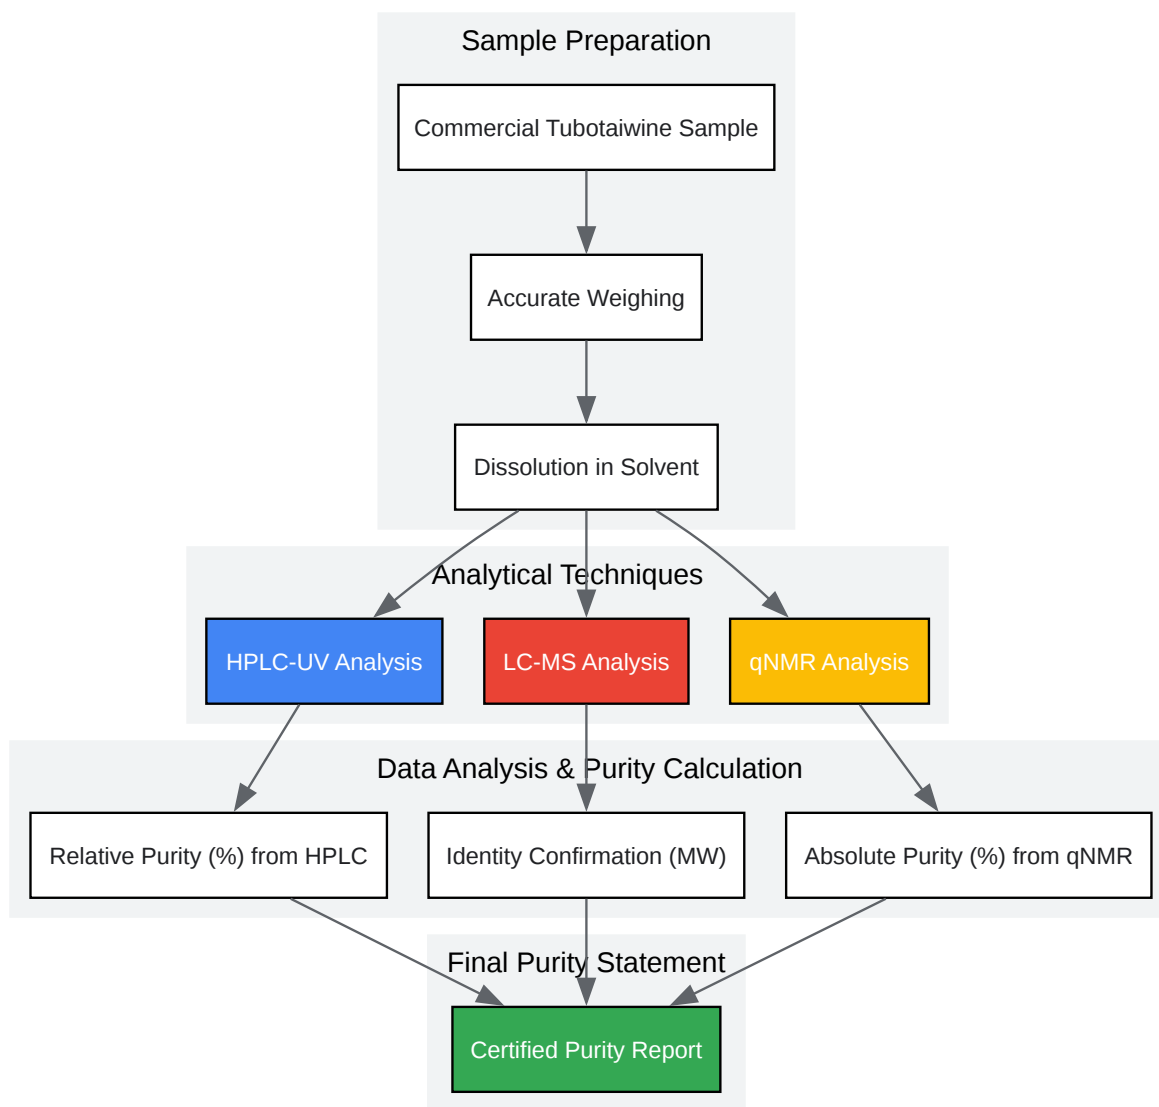 Sample Preparation
Commercial Tubotaiwine Sample
Accurate Weighing
Dissolution in Solvent
Analytical Techniques
HPLC-UV Analysis
LC-MS Analysis
qNMR Analysis
Data Analysis & Purity Calculation
Relative Purity (%) from HPLC
Identity Confirmation (MW)
Absolute Purity (%) from qNMR
Final Purity Statement
Certified Purity Report